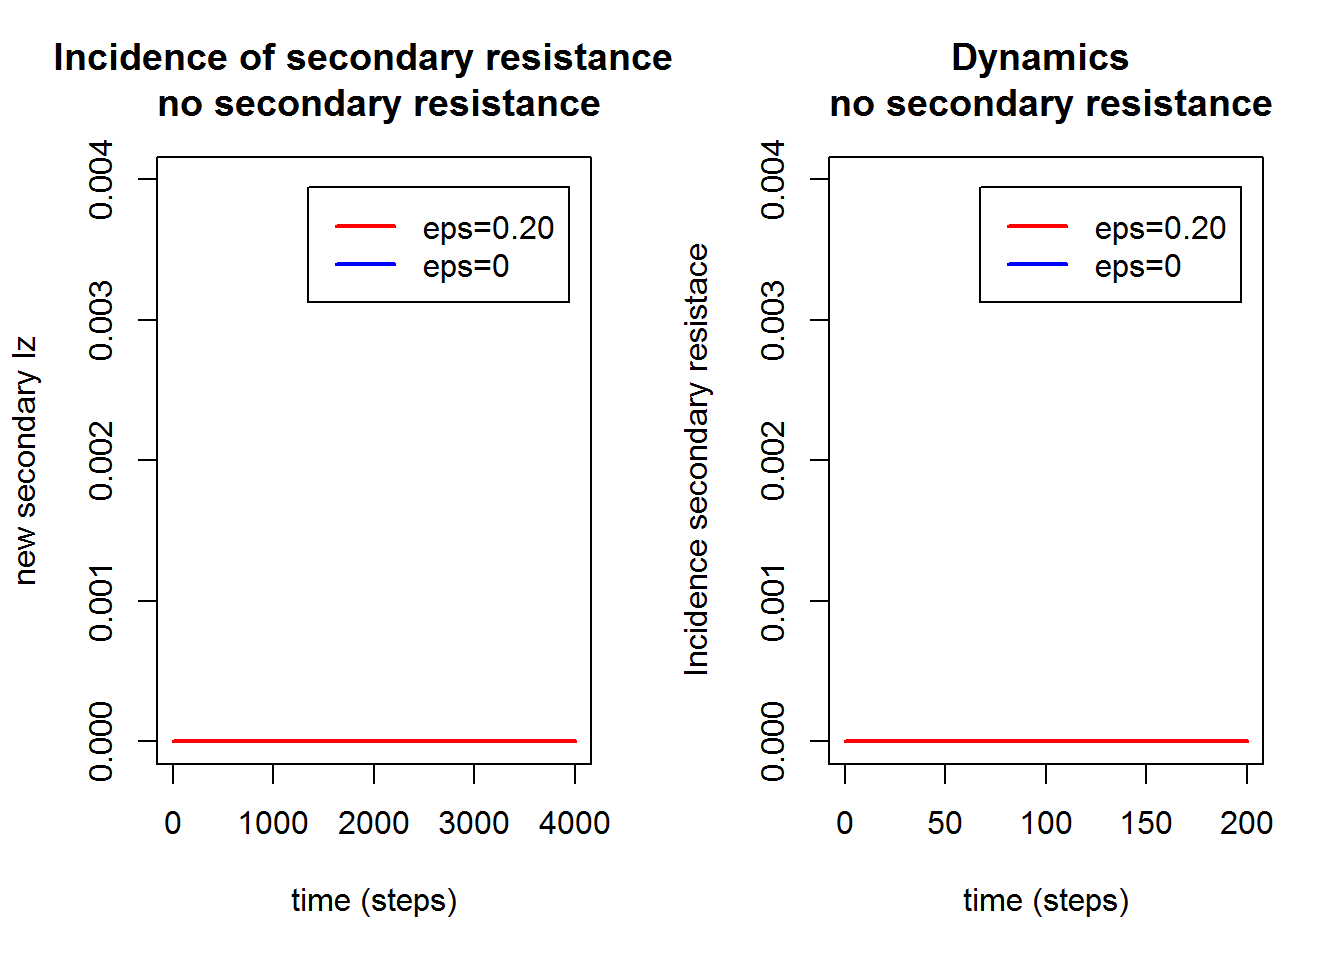 Incidence of secondary resistance
no secondary resistance
new secondary Iz
0.004
0.003
0.002
0.001
0.000
eps=0.20
eps=0
0 1000 2000 3000 4000
time (steps)
Dynamics
no secondary resistance
Incidence secondary resistace
0.004
0.003
0.002
0.001
0.000
eps=0.20
eps=0
0 50 100 150 200
time (steps)